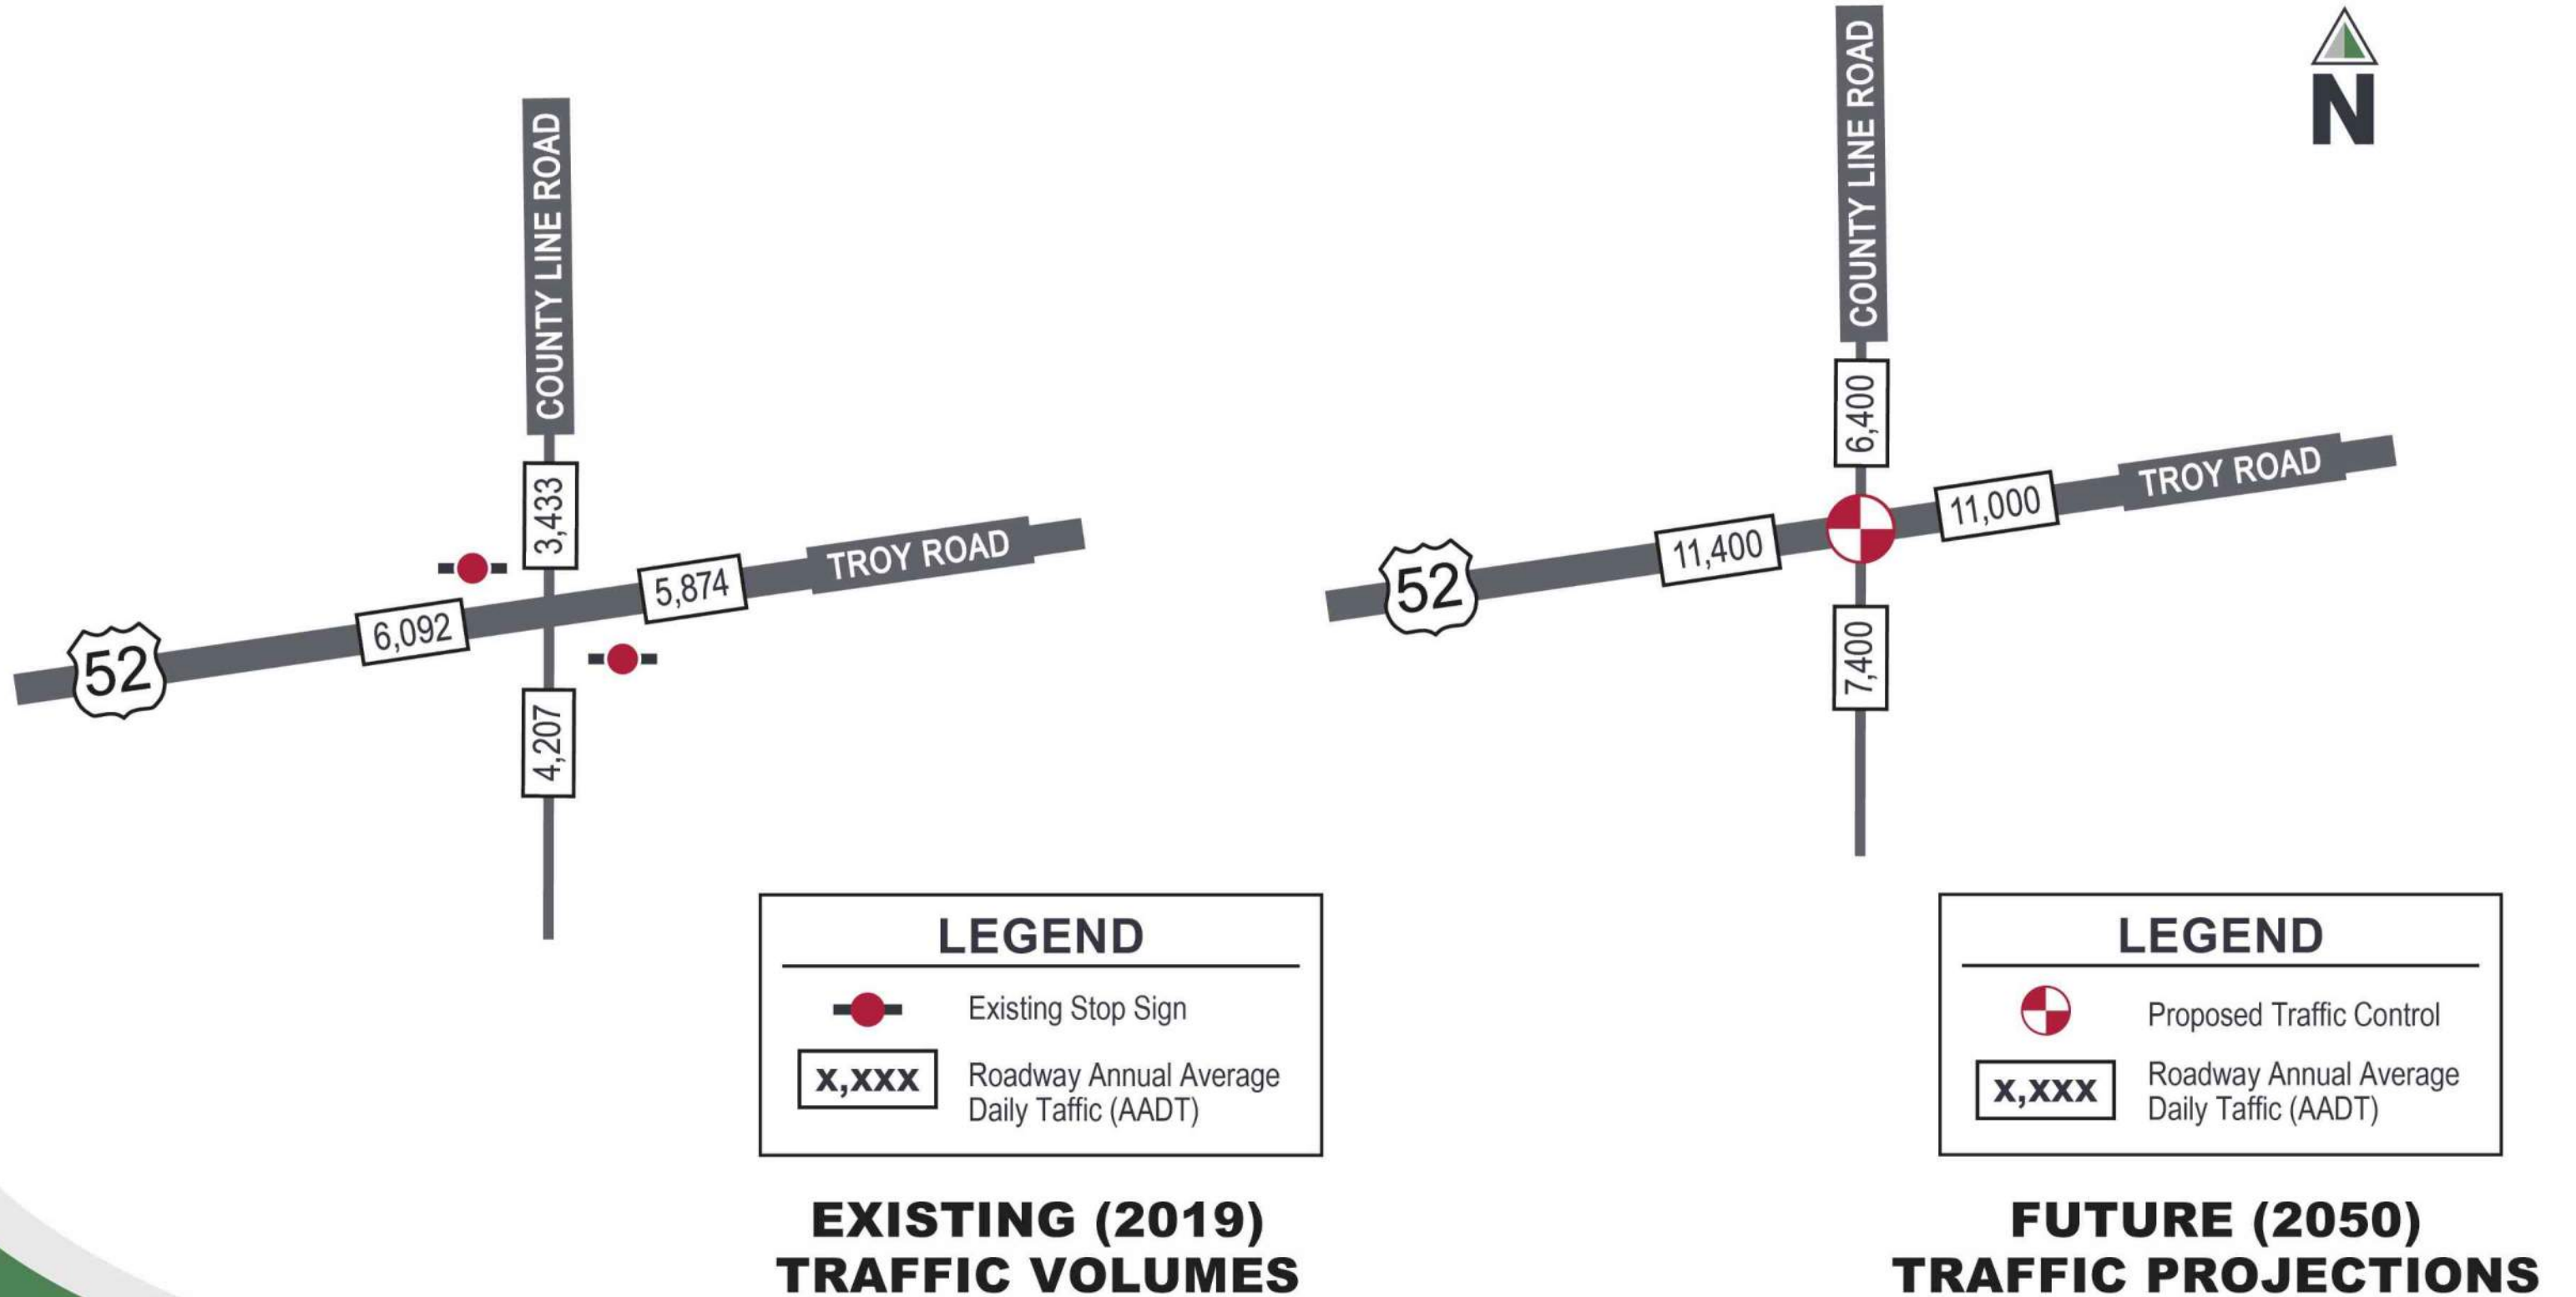 COUNTY LINE ROAD
3,433
5,874
TROY ROAD
6,092
52
4,207
LEGEND
Existing Stop Sign
x,xxx
Roadway Annual Average
Daily Taffic (AADT)
EXISTING (2019)
TRAFFIC VOLUMES
N
COUNTY LINE ROAD
6,400
11,000
TROY ROAD
11,400
52
7,400
LEGEND
Proposed Traffic Control
x,xxx
Roadway Annual Average
Daily Taffic (AADT)
FUTURE (2050)
TRAFFIC PROJECTIONS